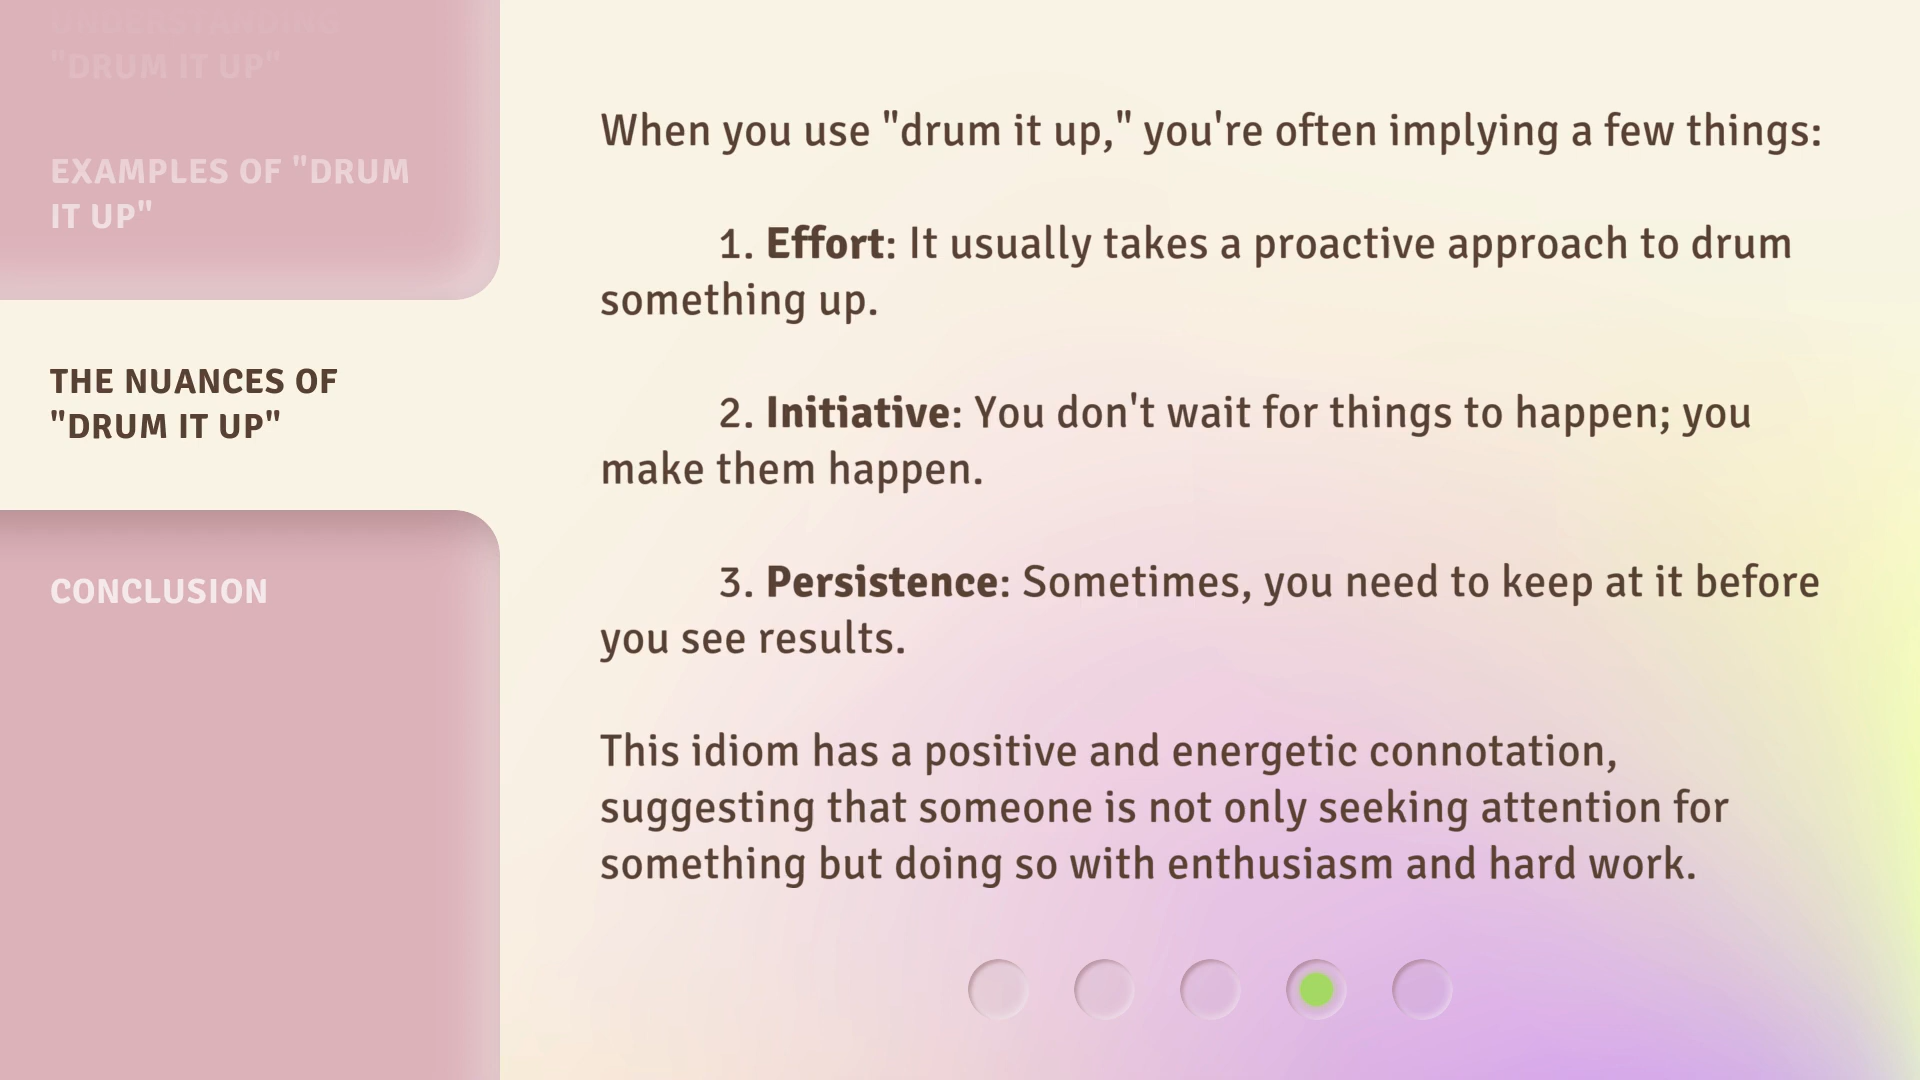 UNDERSTANDING
"DRUM IT UP"
EXAMPLES OF "DRUM
IT UP"
THE NUANCES OF
"DRUM IT UP"
CONCLUSION
When you use "drum it up," you're often implying a few things:
1. Effort: It usually takes a proactive approach to drum
something up.
2. Initiative: You don't wait for things to happen; you
make them happen.
3. Persistence: Sometimes, you need to keep at it before
you see results.
This idiom has a positive and energetic connotation,
suggesting that someone is not only seeking attention for
something but doing so with enthusiasm and hard work.